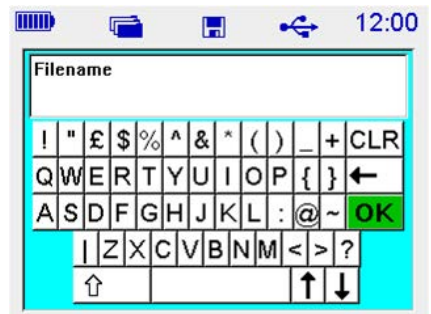 12:00
Filename
! " £ $ % ^ & * ( ) _ + CLR
Q W E R T Y U I O P { } ←
A S D F G H J K L : @ ~ OK
| Z X C V B N M < > ?
⇧ ↑ ↓